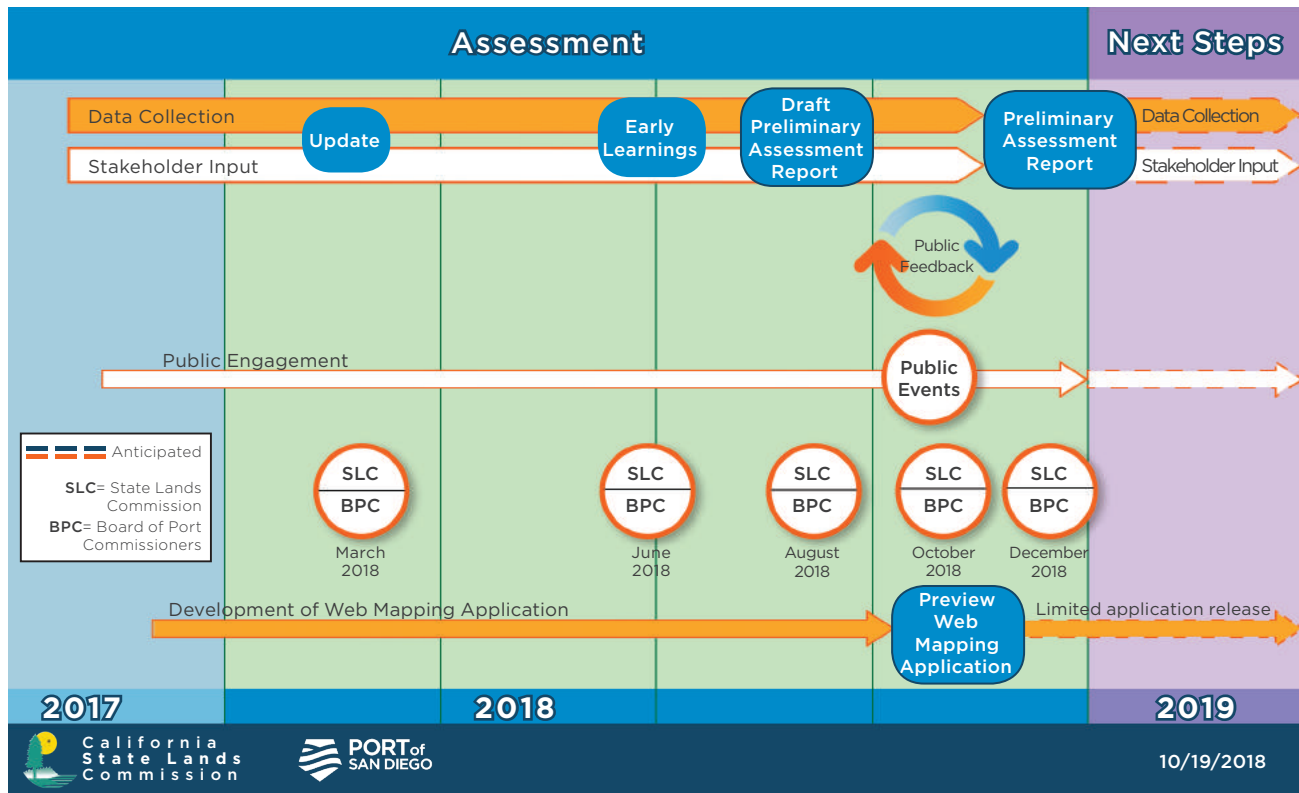 Assessment
Next Steps
Data Collection
Stakeholder Input
Update
Early
Learnings
Draft
Preliminary
Assessment
Report
Preliminary
Assessment
Report
Data Collection
Stakeholder Input
Public
Feedback
Public Engagement
Public
Events
Anticipated
SLC= State Lands
Commission
BPC= Board of Port
Commissioners
SLC
BPC
March
2018
SLC
BPC
June
2018
SLC
BPC
August
2018
SLC
BPC
October
2018
SLC
BPC
December
2018
Development of Web Mapping Application
Preview
Web
Mapping
Application
Limited application release
2017
2018
2019
California
State Lands
Commission
PORT of
SAN DIEGO
10/19/2018